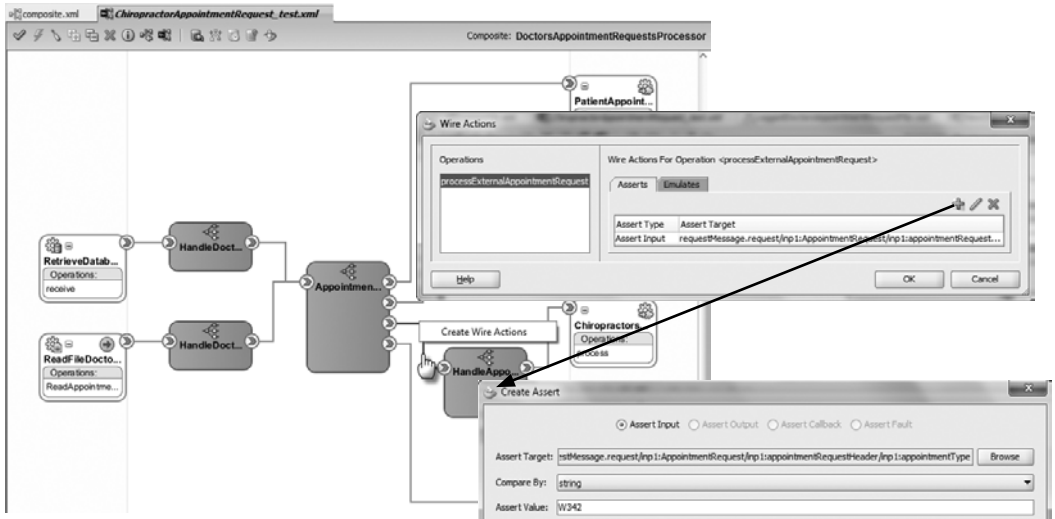 composite.xml
ChiropractorAppointmentRequest_test.xml
Composite: DoctorsAppointmentRequestsProcessor
PatientAppoint...
Wire Actions
Operations
processExternalAppointmentRequest
Wire Actions For Operation <processExternalAppointmentRequest>
Asserts
Emulates
Assert Type
Assert Target
Assert Input
requestMessage.request/inp1:AppointmentRequest/inp1:appointmentRequest...
Help
OK
Cancel
HandleDoct...
RetrieveDatab...
Operations:
receive
Appointmen...
Chiropractors...
Operations:
process
Create Wire Actions
HandleDoct...
ReadFileDocto...
Operations:
ReadAppointme...
HandleAppo...
Create Assert
Assert Input
Assert Output
Assert Callback
Assert Fault
Assert Target:
stMessage.request/inp1:AppointmentRequest/inp1:appointmentRequestHeader/inp1:appointmentType
Browse
Compare By:
string
Assert Value:
W342